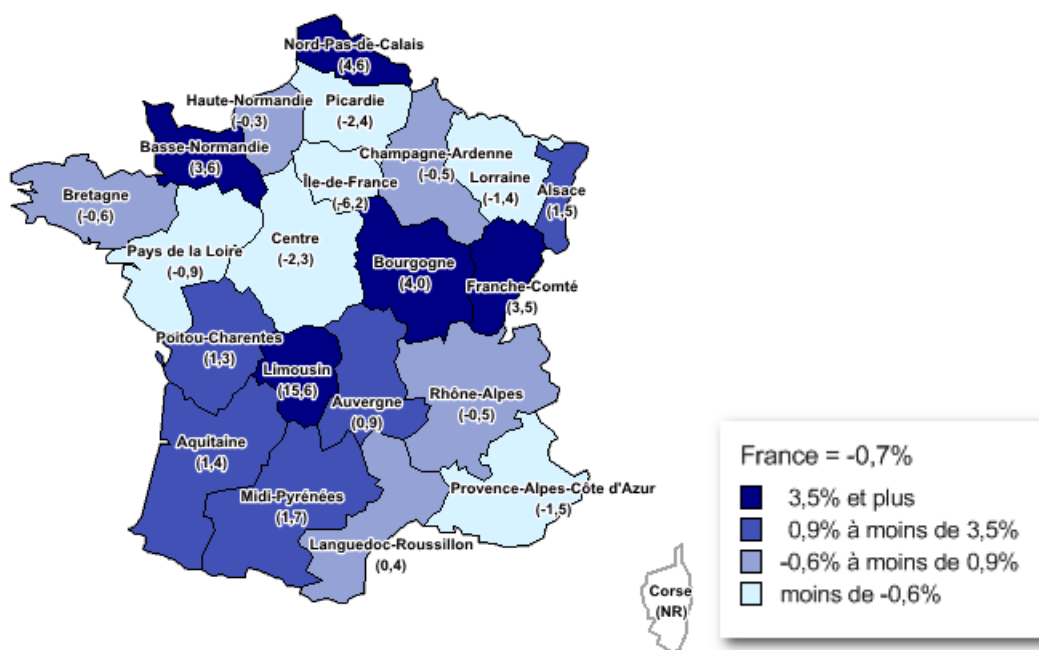 Nord-Pas-de-Calais
(4,6)
Haute-Normandie
(-0,3)
Picardie
(-2,4)
Basse-Normandie
(3,6)
Champagne-Ardenne
(-0,5)
Lorraine
(-1,4)
Alsace
(1,5)
Île-de-France
(-6,2)
Bretagne
(-0,6)
Pays de la Loire
(-0,9)
Centre
(-2,3)
Bourgogne
(4,0)
Franche-Comté
(3,5)
Poitou-Charentes
(1,3)
Limousin
(15,6)
Auvergne
(0,9)
Rhône-Alpes
(-0,5)
Aquitaine
(1,4)
Midi-Pyrénées
(1,7)
Provence-Alpes-Côte d'Azur
(-1,5)
Languedoc-Roussillon
(0,4)
Corse
(NR)
France = -0,7%
3,5% et plus
0,9% à moins de 3,5%
-0,6% à moins de 0,9%
moins de -0,6%